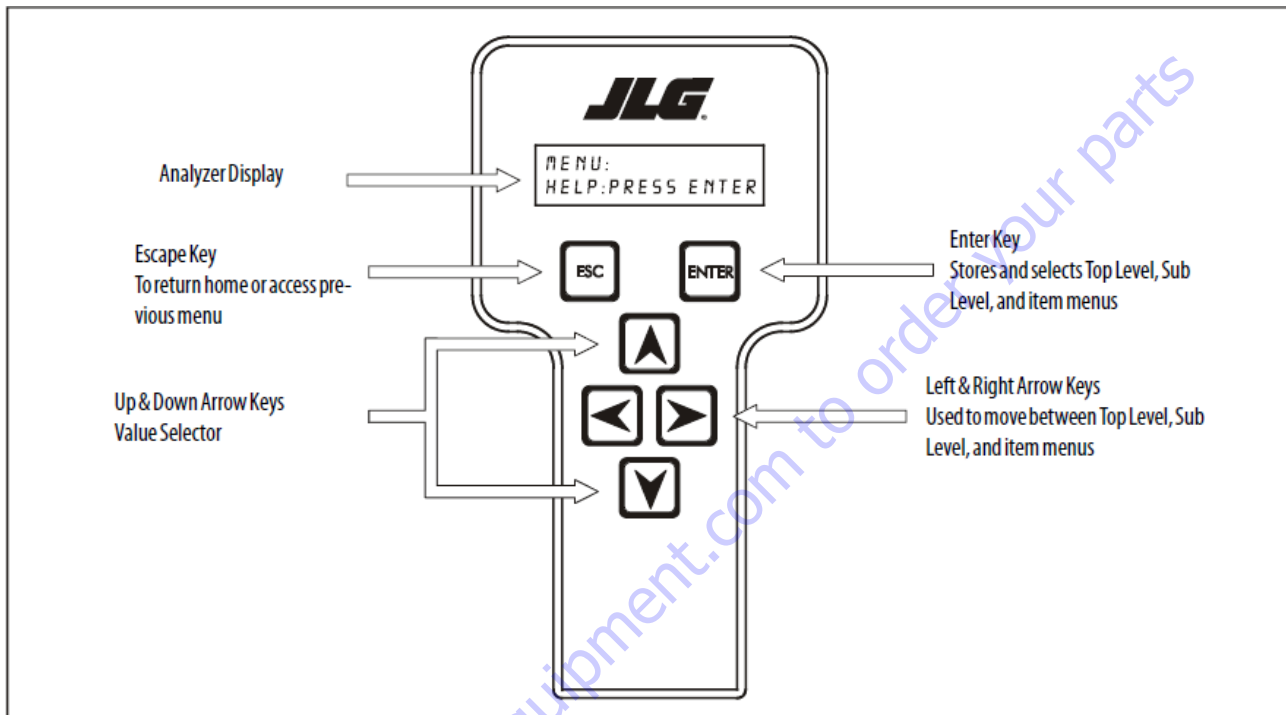 JLG
MENU:
HELP:PRESS ENTER
Analyzer Display
Escape Key
To return home or access pre-
vious menu
ESC
ENTER
Enter Key
Stores and selects Top Level, Sub
Level, and item menus
Up & Down Arrow Keys
Value Selector
Left & Right Arrow Keys
Used to move between Top Level, Sub
Level, and item menus
quipment.com to order your parts